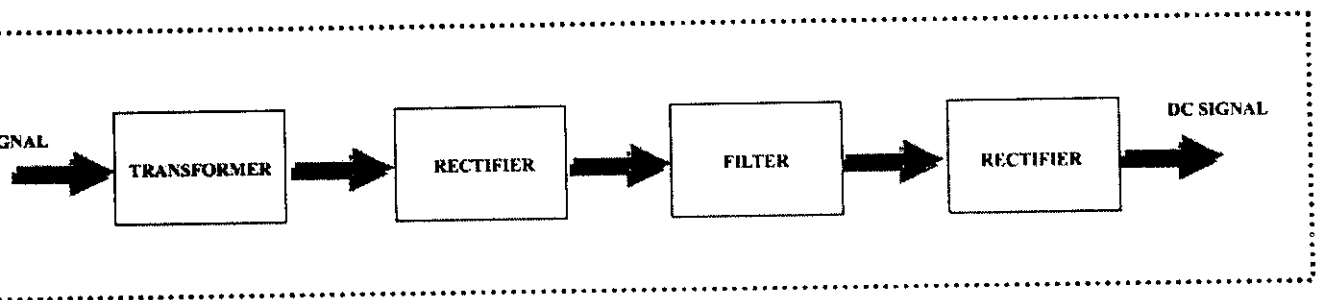 GNAL
TRANSFORMER
RECTIFIER
FILTER
RECTIFIER
DC SIGNAL